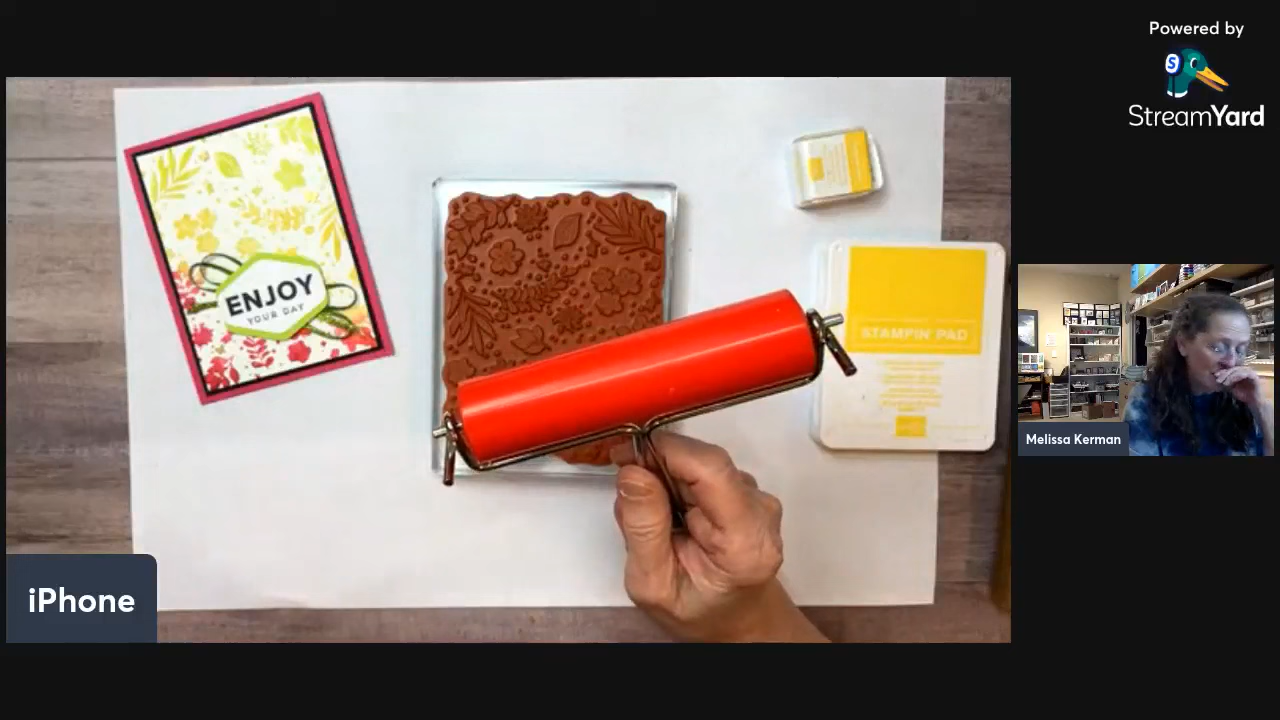 Powered by
S
StreamYard
ENJOY
YOUR DAY
STAMPIN' PAD
Melissa Kerman
iPhone